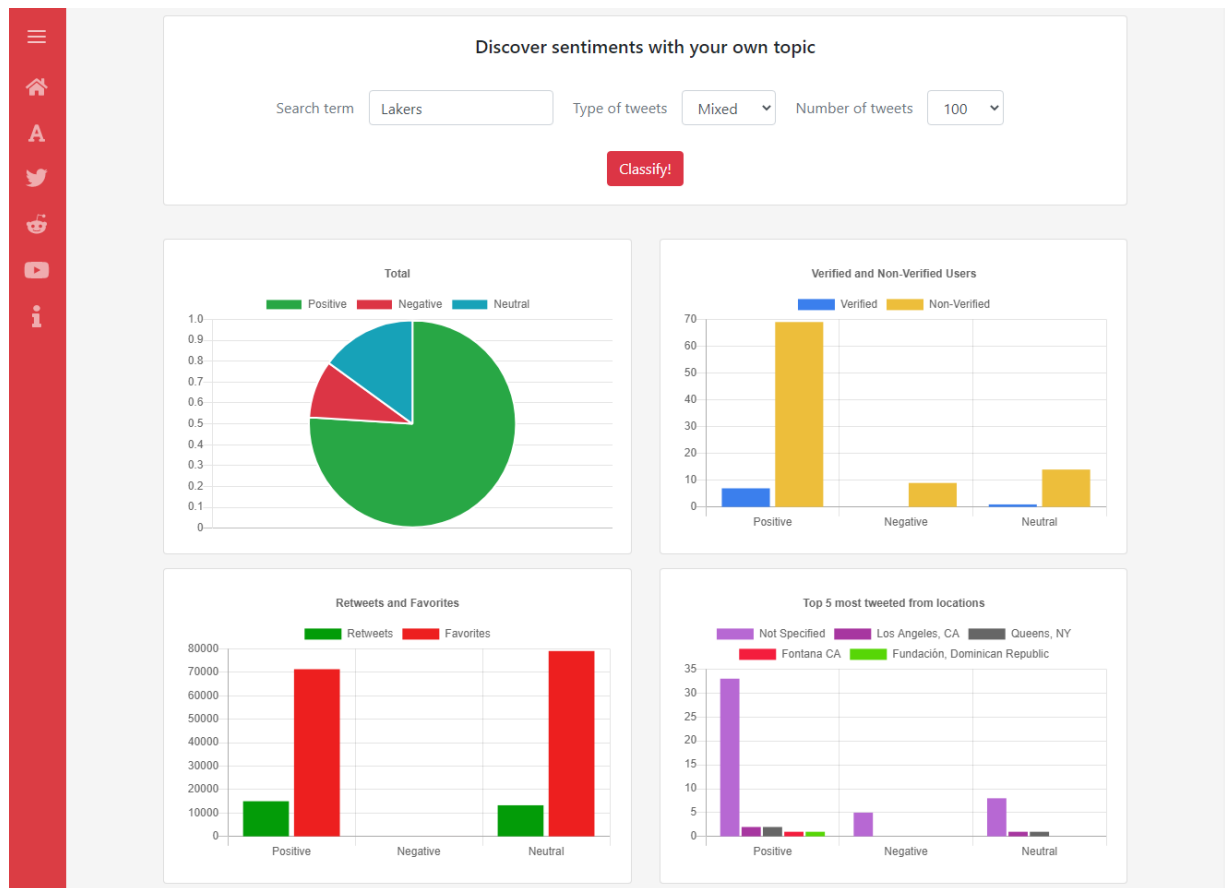 Discover sentiments with your own topic
Search term Lakers Type of tweets Mixed Number of tweets 100
Classify!
Total
Positive Negative Neutral
1.0
0.9
0.8
0.7
0.6
0.5
0.4
0.3
0.2
0.1
0
Verified and Non-Verified Users
Verified Non-Verified
70
60
50
40
30
20
10
0
Positive Negative Neutral
Retweets and Favorites
Retweets Favorites
80000
70000
60000
50000
40000
30000
20000
10000
0
Positive Negative Neutral
Top 5 most tweeted from locations
Not Specified Los Angeles, CA Queens, NY
Fontana CA Fundación, Dominican Republic
35
30
25
20
15
10
5
0
Positive Negative Neutral